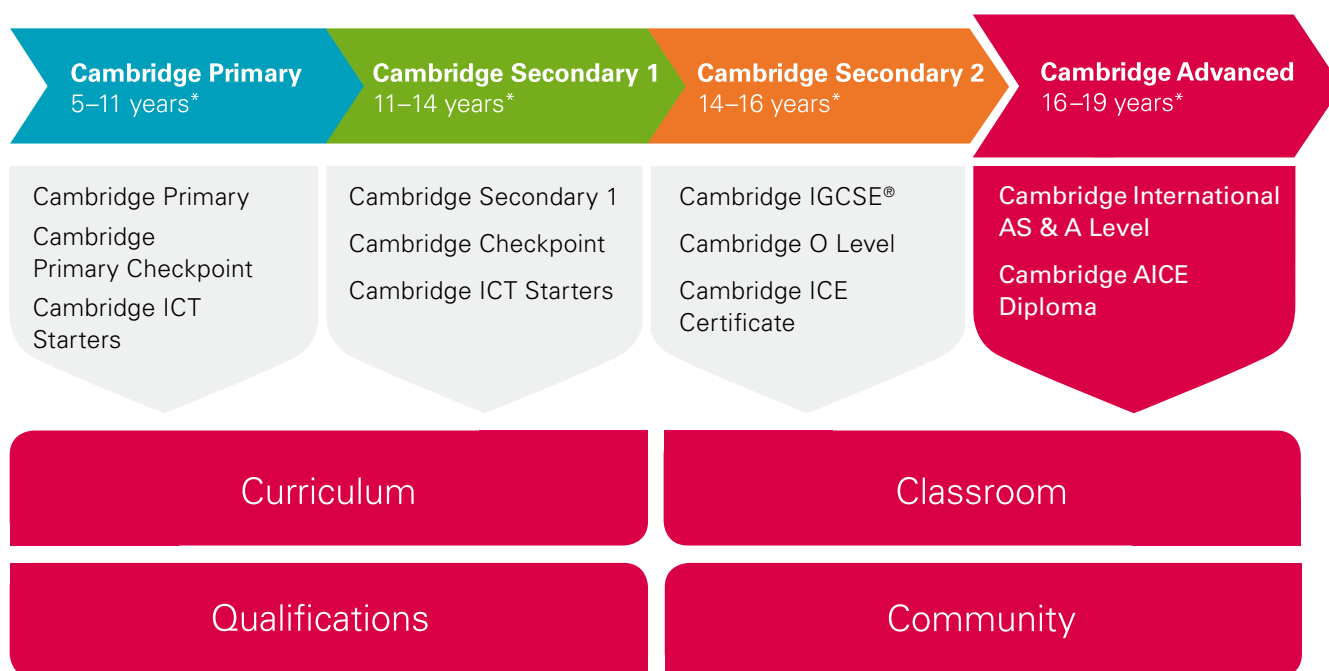 Cambridge Primary
5–11 years*
Cambridge Secondary 1
11–14 years*
Cambridge Secondary 2
14–16 years*
Cambridge Advanced
16–19 years*
Cambridge Primary
Cambridge
Primary Checkpoint
Cambridge ICT
Starters
Cambridge Secondary 1
Cambridge Checkpoint
Cambridge ICT Starters
Cambridge IGCSE®
Cambridge O Level
Cambridge ICE
Certificate
Cambridge International
AS & A Level
Cambridge AICE
Diploma
Curriculum
Classroom
Qualifications
Community